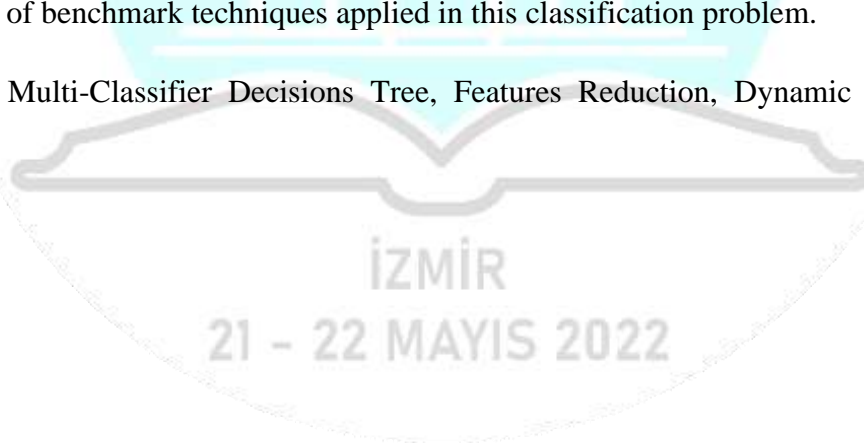 of benchmark techniques applied in this classification problem.
Multi-Classifier Decisions Tree, Features Reduction, Dynamic
İZMİR
21 - 22 MAYIS 2022